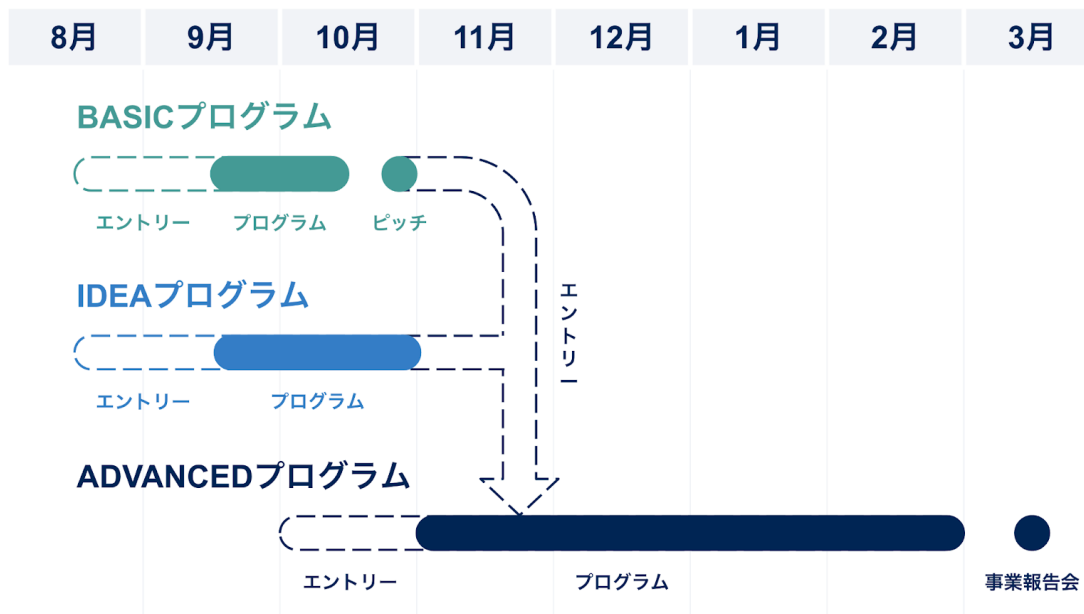 8月 9月 10月 11月 12月 1月 2月 3月
BASICプログラム
エントリー プログラム ピッチ
エントリー
IDEAプログラム
エントリー プログラム
ADVANCEDプログラム
エントリー プログラム 事業報告会